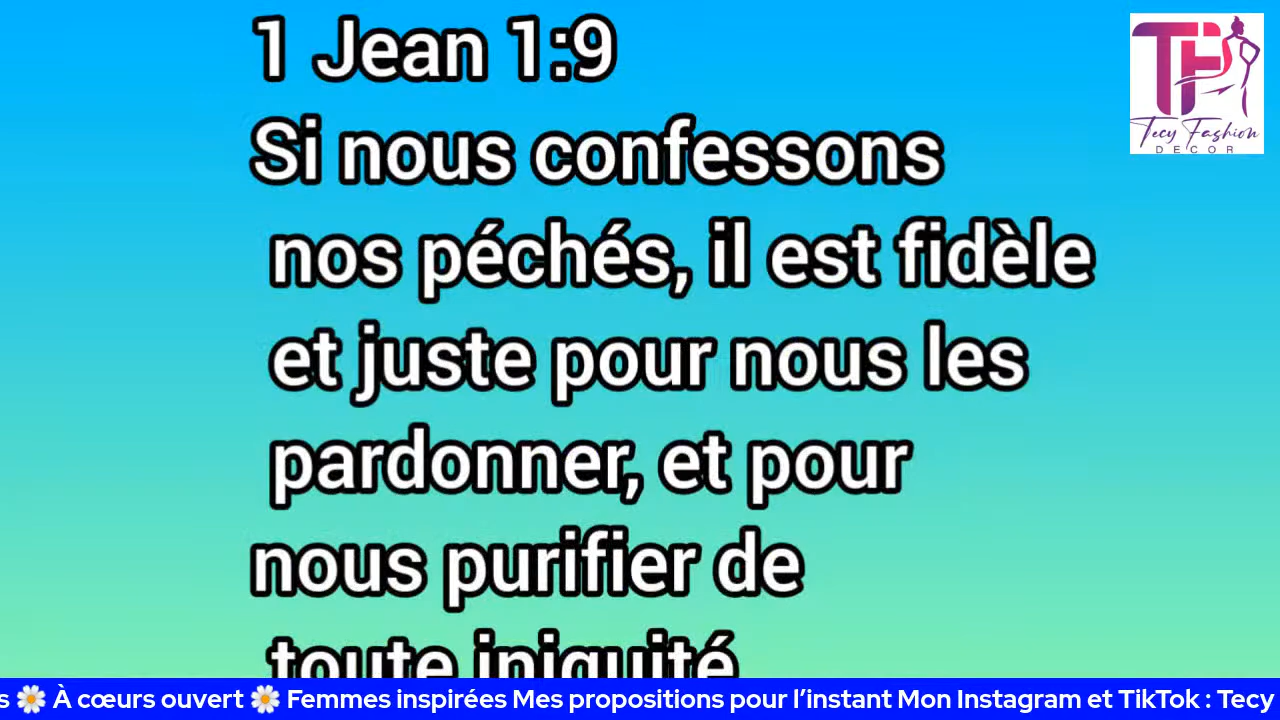 1 Jean 1:9
Si nous confessons
nos péchés, il est fidèle
et juste pour nous les
pardonner, et pour
nous purifier de
toute iniquité
TF
Tecy Fashion
DECOR
s 🌼 À cœurs ouvert 🌼 Femmes inspirées Mes propositions pour l’instant Mon Instagram et TikTok : Tecy